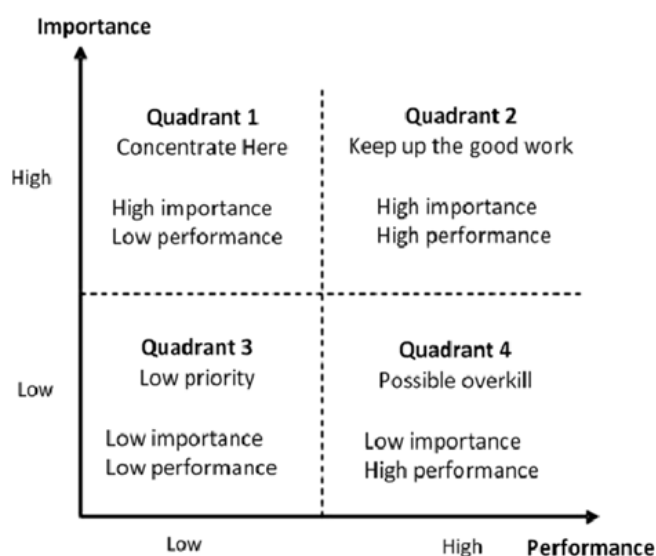 Importance
Quadrant 1
Concentrate Here
High importance
Low performance
Quadrant 2
Keep up the good work
High importance
High performance
High
Quadrant 3
Low priority
Low importance
Low performance
Quadrant 4
Possible overkill
Low importance
High performance
Low
Low
High
Performance